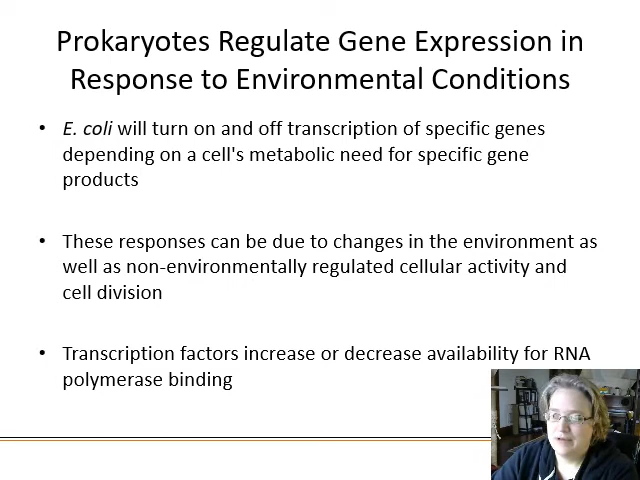 Prokaryotes Regulate Gene Expression in
Response to Environmental Conditions
• E. coli will turn on and off transcription of specific genes
depending on a cell's metabolic need for specific gene
products
• These responses can be due to changes in the environment as
well as non-environmentally regulated cellular activity and
cell division
• Transcription factors increase or decrease availability for RNA
polymerase binding